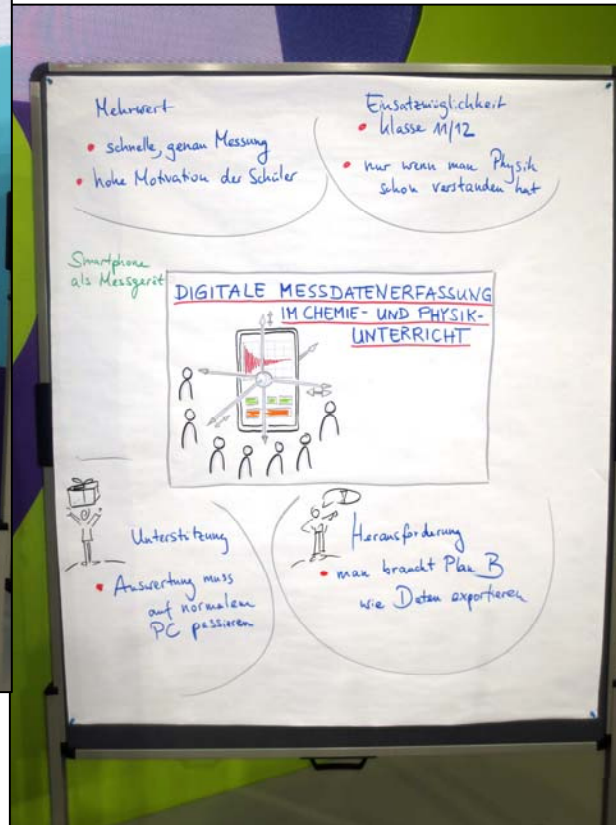 Mehrwert
• schnelle, genau Messung
• hohe Motivation der Schüler
Einsatzmöglichkeit
• Klasse 11/12
• nur wenn man Physik
schon verstanden hat
Smartphone
als Messgerät
DIGITALE MESSDATENERFASSUNG
IM CHEMIE- UND PHYSIK-
UNTERRICHT
Unterstützung
• Auswertung muss
auf normalem
PC passieren
Herausforderung
• man braucht Plan B
wie Daten exportieren